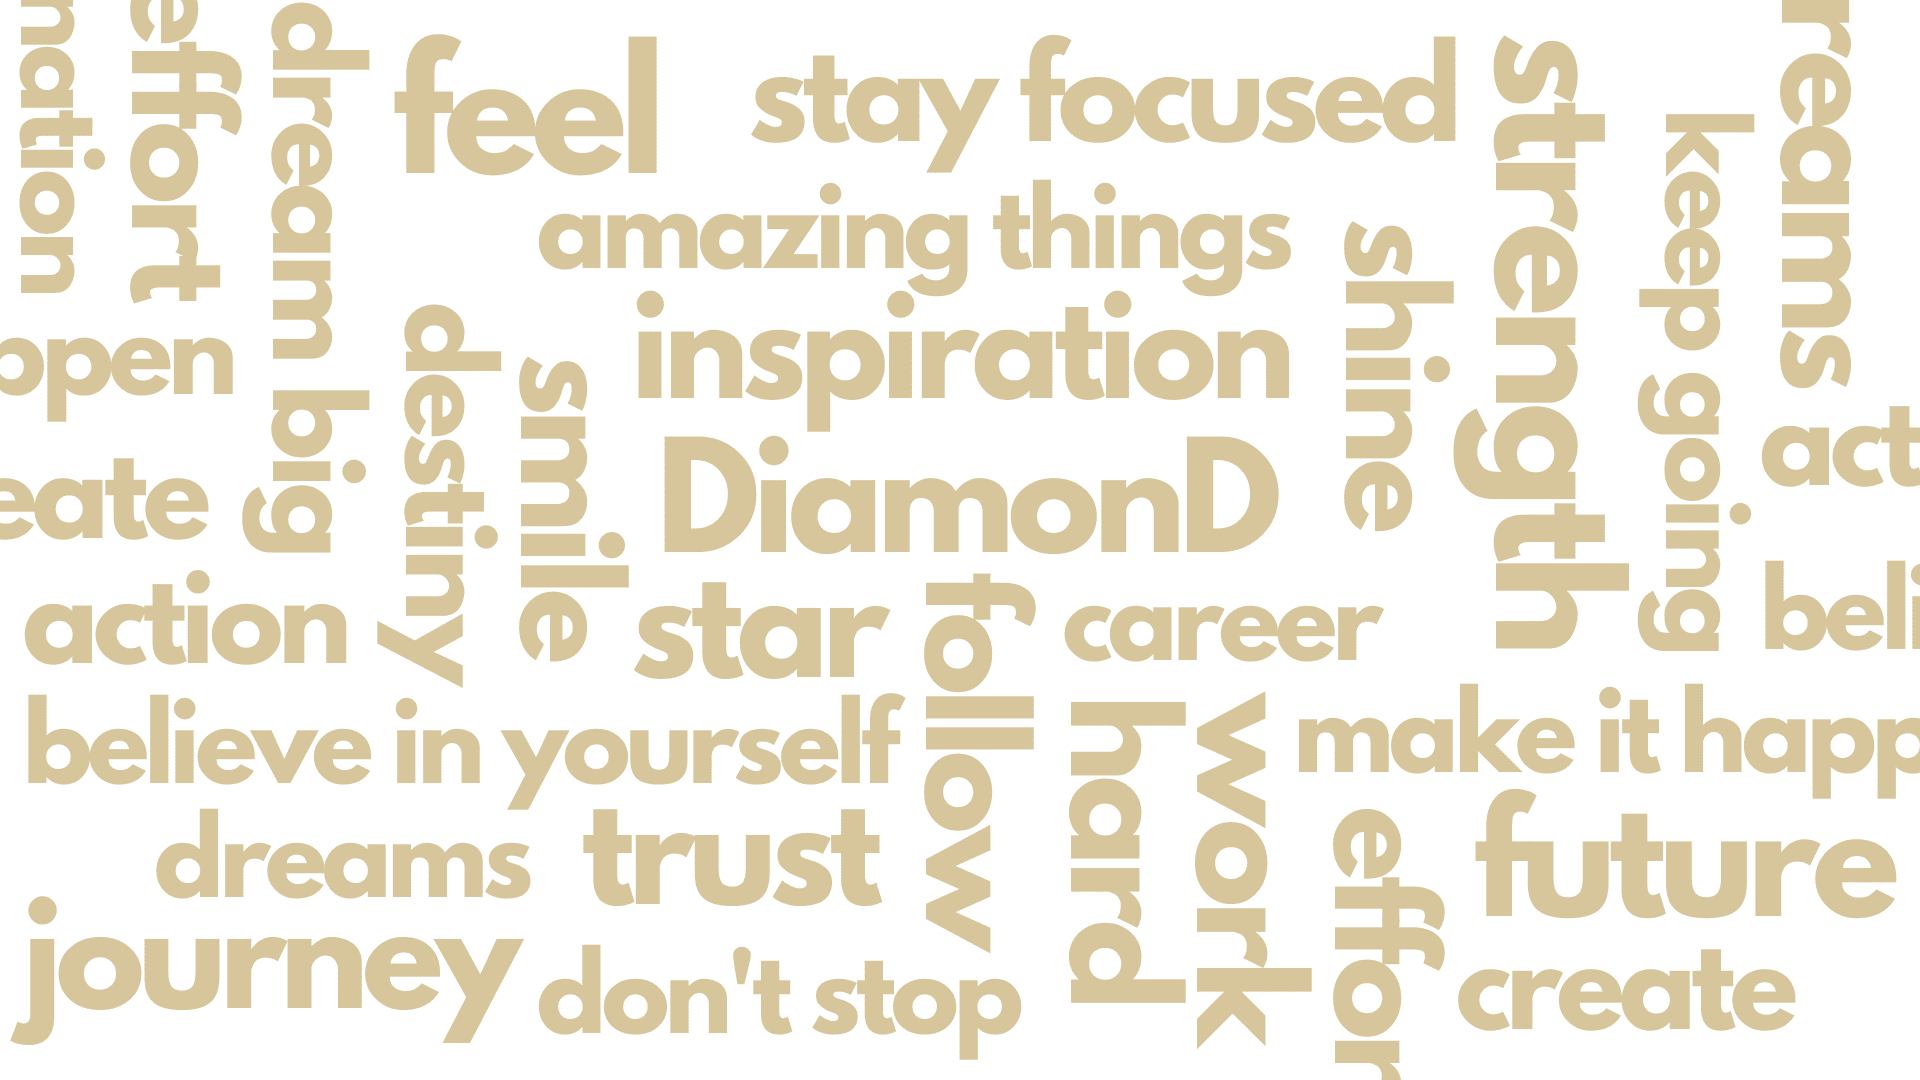 nation
effort
dream big
feel
stay focused
strength
keep going
reams
amazing things
shine
inspiration
open
destiny
smile
DiamonD
act
eate
action
star
follow
career
beli
believe in yourself
hard
work
make it happ
dreams
trust
effor
future
journey
don't stop
create